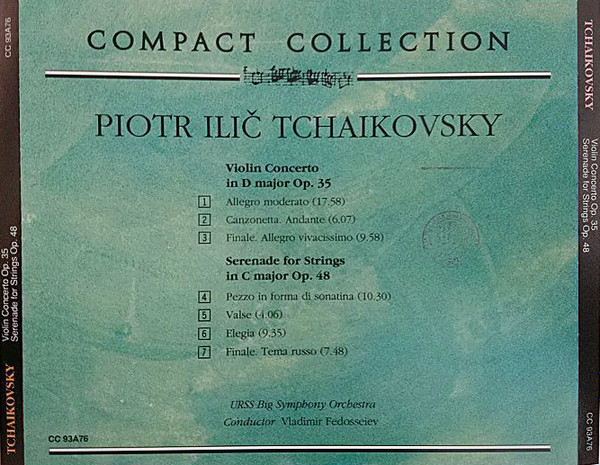 COMPACT COLLECTION
PIOTR ILIČ TCHAIKOVSKY
Violin Concerto
in D major Op. 35
1 Allegro moderato (17.58)
2 Canzonetta. Andante (6.07)
3 Finale. Allegro vivacissimo (9.58)
Serenade for Strings
in C major Op. 48
4 Pezzo in forma di sonatina (10.30)
5 Valse (4.06)
6 Elegia (9.35)
7 Finale. Tema russo (7.48)
URSS Big Symphony Orchestra
Conductor Vladimir Fedosseiev
CC 93A76
TCHAIKOVSKY
Violin Concerto Op. 35
Serenade for Strings Op. 48
CC 93A76
TCHAIKOVSKY
Violin Concerto Op. 35
Serenade for Strings Op. 48
CC 93A76